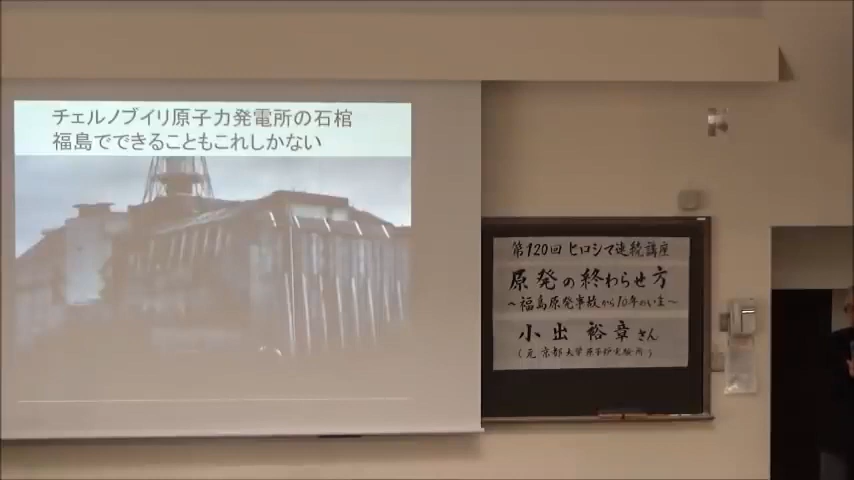 チェルノブイリ原子力発電所の石棺
福島でできることもこれしかない
第120回 ヒロシマ連続講座
原発の終わらせ方
～福島原発事故から10年のいま～
小出裕章さん
（元京都大学原子炉実験所）